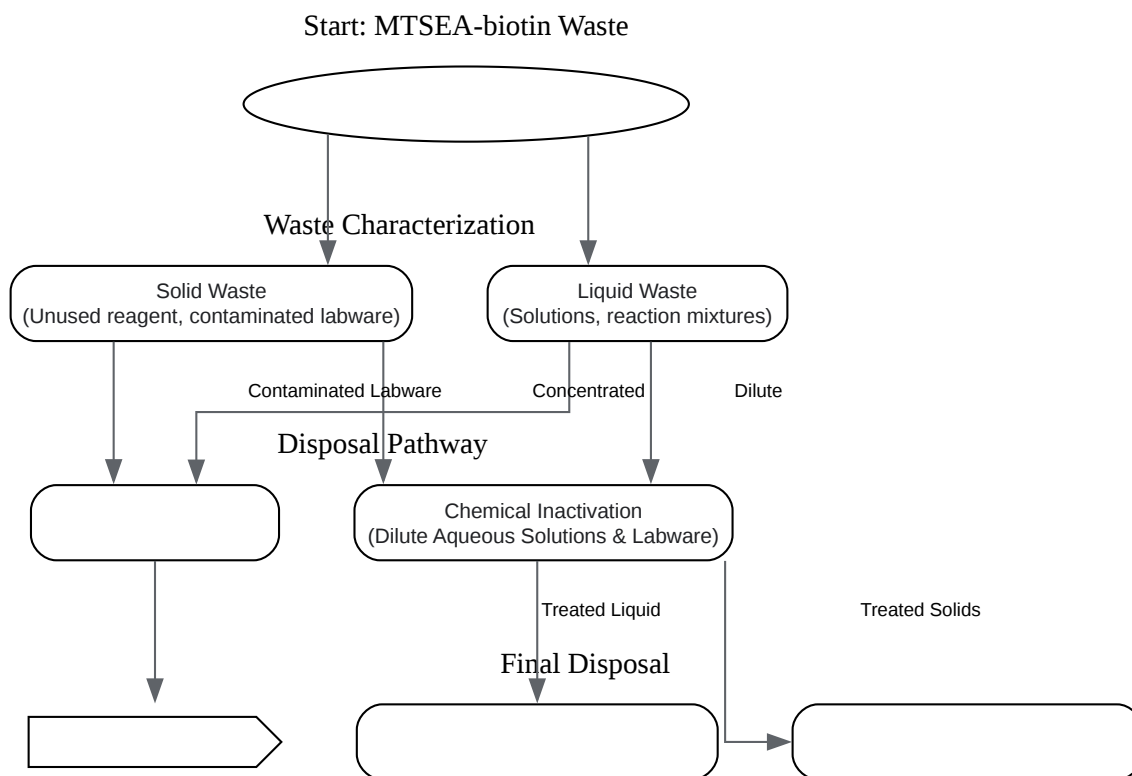 Start: MTSEA-biotin Waste
Waste Characterization
Solid Waste
(Unused reagent, contaminated labware)
Liquid Waste
(Solutions, reaction mixtures)
Contaminated Labware
Concentrated
Dilute
Disposal Pathway
Chemical Inactivation
(Dilute Aqueous Solutions & Labware)
Treated Liquid
Treated Solids
Final Disposal